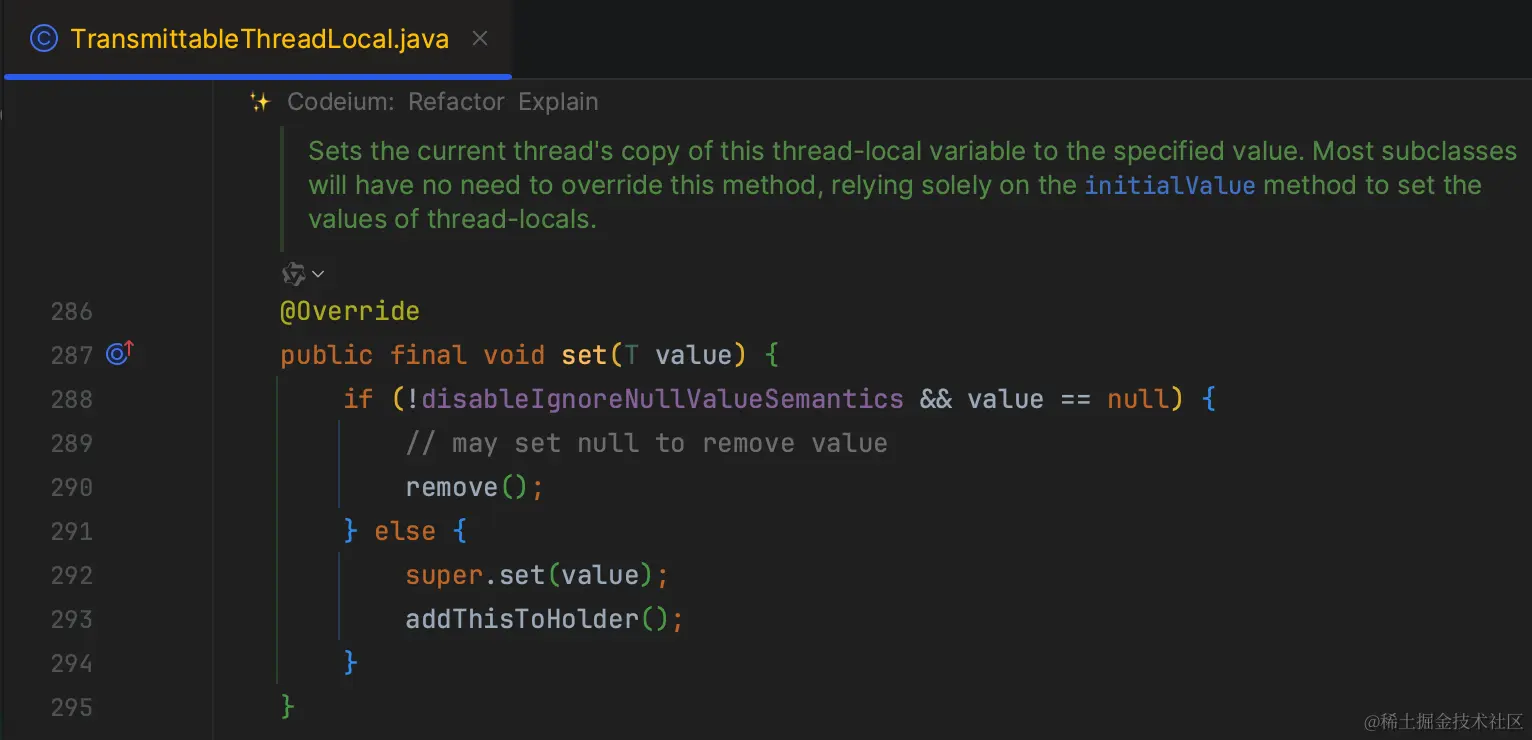 TransmittableThreadLocal.java
Codeium: Refactor Explain
Sets the current thread's copy of this thread-local variable to the specified value. Most subclasses
will have no need to override this method, relying solely on the initialValue method to set the
values of thread-locals.
286 @Override
287 public final void set(T value) {
288 if (!disableIgnoreNullValueSemantics && value == null) {
289 // may set null to remove value
290 remove();
291 } else {
292 super.set(value);
293 addThisToHolder();
294 }
295 }
@稀土掘金技术社区